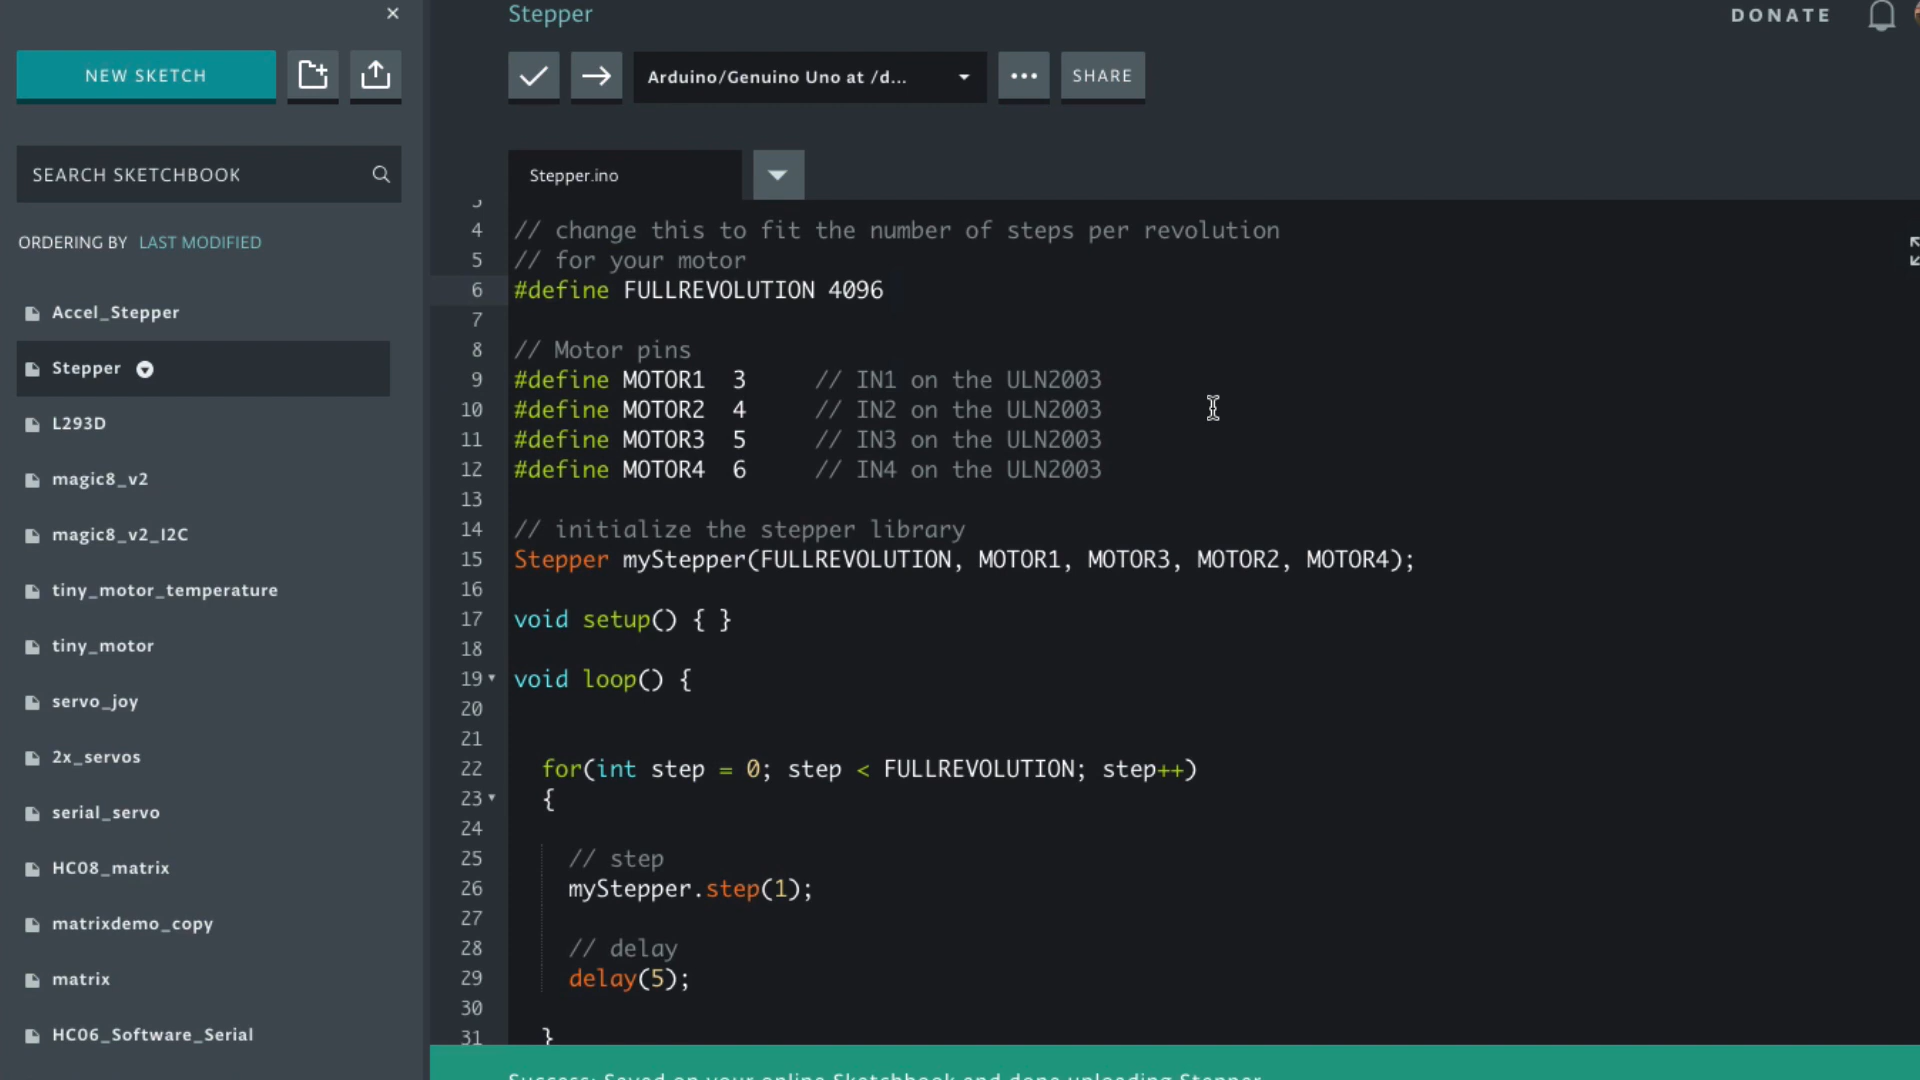 ×
Stepper
DONATE
NEW SKETCH
Arduino/Genuino Uno at /d...
SHARE
SEARCH SKETCHBOOK
Stepper.ino
ORDERING BY LAST MODIFIED
Accel_Stepper
Stepper
L293D
magic8_v2
magic8_v2_I2C
tiny_motor_temperature
tiny_motor
servo_joy
2x_servos
serial_servo
HC08_matrix
matrixdemo_copy
matrix
HC06_Software_Serial
4 // change this to fit the number of steps per revolution
5 // for your motor
6 #define FULLREVOLUTION 4096
7
8 // Motor pins
9 #define MOTOR1  3     // IN1 on the ULN2003
10 #define MOTOR2  4     // IN2 on the ULN2003
11 #define MOTOR3  5     // IN3 on the ULN2003
12 #define MOTOR4  6     // IN4 on the ULN2003
13
14 // initialize the stepper library
15 Stepper myStepper(FULLREVOLUTION, MOTOR1, MOTOR3, MOTOR2, MOTOR4);
16
17 void setup() { }
18
19 void loop() {
20
21
22   for(int step = 0; step < FULLREVOLUTION; step++)
23   {
24
25     // step
26     myStepper.step(1);
27
28     // delay
29     delay(5);
30
31   }
Success: Saved on your online Sketchbook and done uploading Stepper